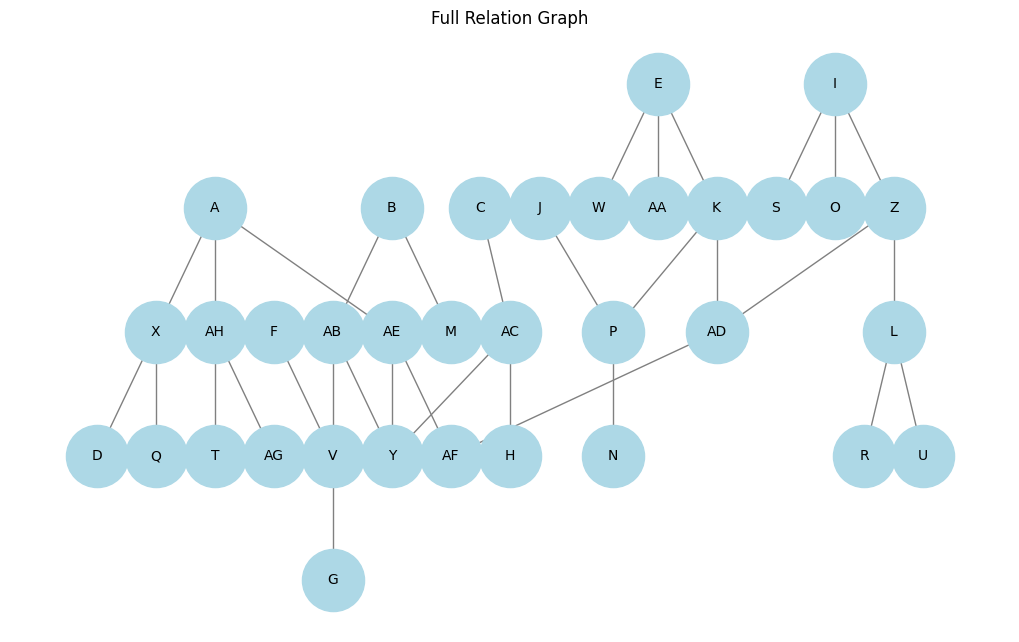 Full Relation Graph
E I
A B C J W AA K S O Z
X AH F AB AE M AC P AD L
D Q T AG V Y AF H N R U
G